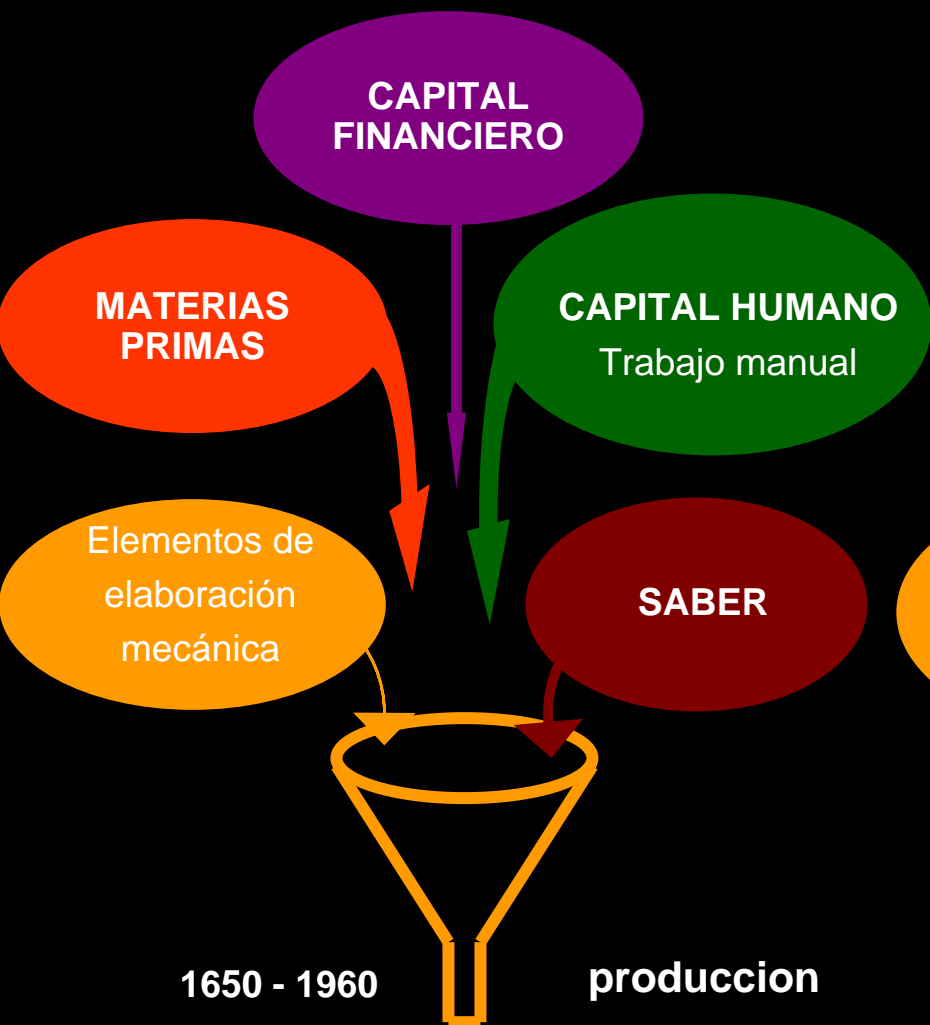 CAPITAL
FINANCIERO
MATERIAS
PRIMAS
CAPITAL HUMANO
Trabajo manual
Elementos de
elaboración
mecánica
SABER
1650 - 1960
produccion